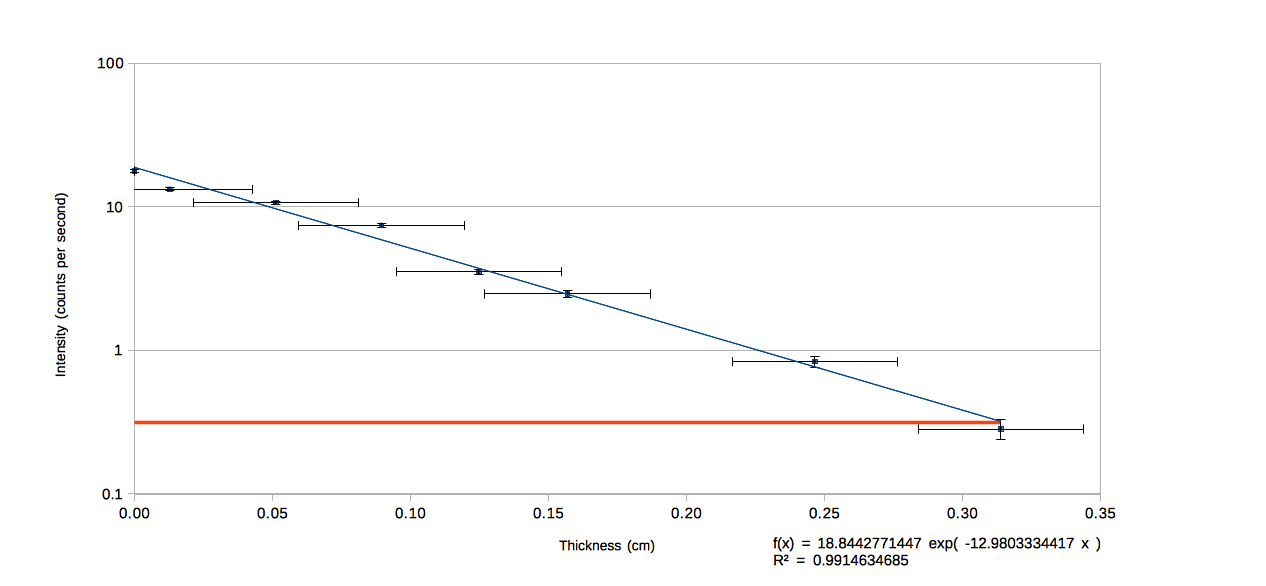 100
10
1
0.1
Intensity (counts per second)
0.00 0.05 0.10 0.15 0.20 0.25 0.30 0.35
Thickness (cm)
f(x) = 18.8442771447 exp( -12.9803334417 x )
R² = 0.9914634685